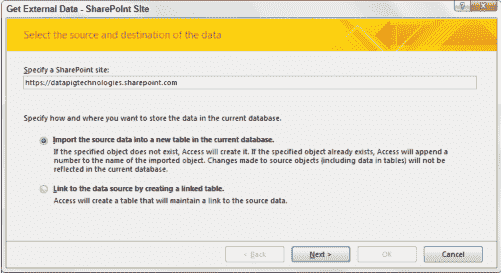 Get External Data - SharePoint Site
Select the source and destination of the data
Specify a SharePoint site:
https://datapigtechnologies.sharepoint.com
Specify how and where you want to store the data in the current database.
Import the source data into a new table in the current database.
If the specified object does not exist, Access will create it. If the specified object already exists, Access will append a
number to the name of the imported object. Changes made to source objects (including data in tables) will not be
reflected in the current database.
Link to the data source by creating a linked table.
Access will create a table that will maintain a link to the source data.
< Back
Next >
OK
Cancel